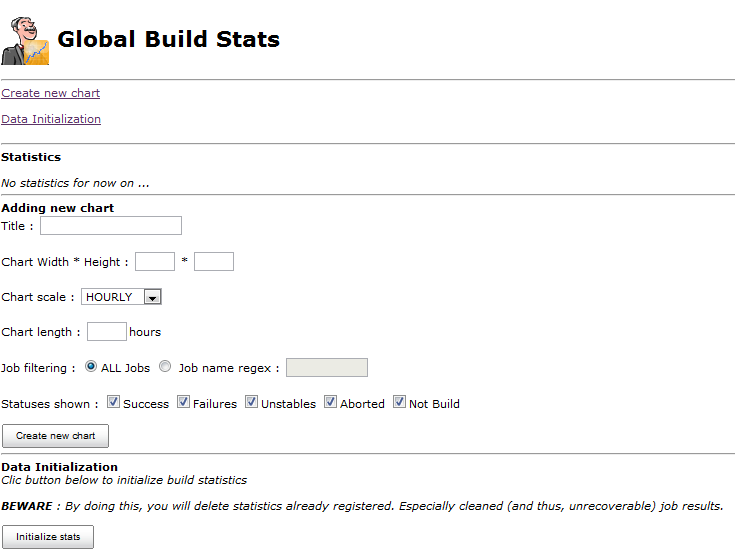 Global Build Stats
Create new chart
Data Initialization
Statistics
No statistics for now on ...
Adding new chart
Title :
Chart Width * Height : *
Chart scale : HOURLY
Chart length : hours
Job filtering : ALL Jobs Job name regex :
Statuses shown : Success Failures Unstables Aborted Not Build
Create new chart
Data Initialization
Clic button below to initialize build statistics
BEWARE : By doing this, you will delete statistics already registered. Especially cleaned (and thus, unrecoverable) job results.
Initialize stats